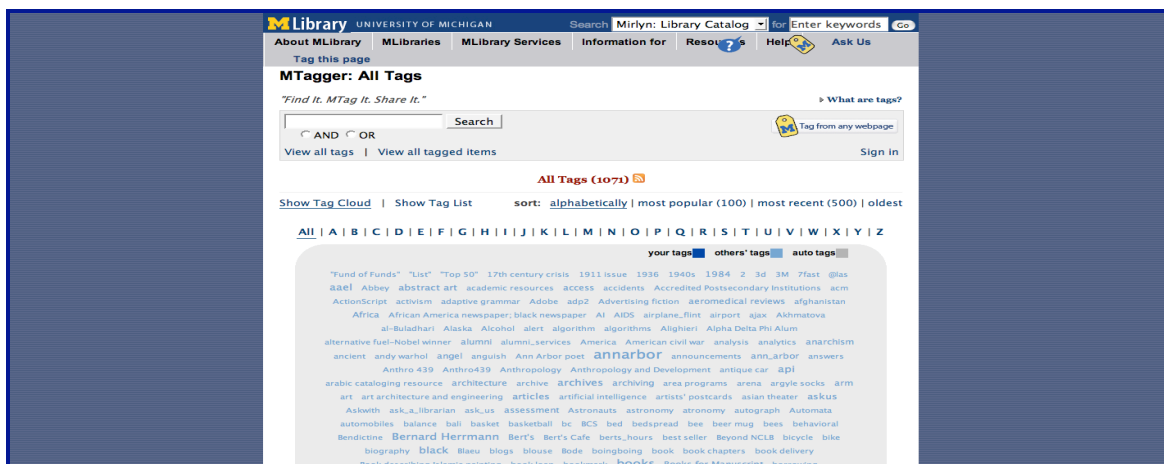 MLibrary UNIVERSITY OF MICHIGAN Search Mirlyn: Library Catalog for Enter keywords Go
About MLibrary MLibraries MLibrary Services Information for Help Ask Us
Tag this page
MTagger: All Tags
"Find It. MTag It. Share It." What are tags?
Search
AND OR
Tag from any webpage
View all tags | View all tagged items Sign in
All Tags (1071)
Show Tag Cloud | Show Tag List sort: alphabetically | most popular (100) | most recent (500) | oldest
All | A | B | C | D | E | F | G | H | I | J | K | L | M | N | O | P | Q | R | S | T | U | V | W | X | Y | Z
your tags others' tags auto tags
"Fund of Funds" "List" "Top 50" 17th century crisis 1911 issue 1936 1940s 1984 2 3d 3M 7fast @las
aael Abbey abstract art academic resources access accidents Accredited Postsecondary Institutions acm
ActionScript activism adaptive grammar Adobe adp2 Advertising fiction aeromedical reviews afghanistan
Africa African America newspaper; black newspaper AI AIDS airplane_flint airport ajax Akhmatova
al-Buladhari Alaska Alcohol alert algorithm algorithms Alighieri Alpha Delta Phi Alum
alternative fuel-Nobel winner alumni alumni_services America American civil war analysis analytics anarchism
ancient andy warhol angel anguish Ann Arbor poet annarbor announcements ann_arbor answers
Anthro 439 Anthro439 Anthropology Anthropology and Development antique car api
arabic cataloging resource architecture archive archives archiving area programs arena argyle socks arm
art art architecture and engineering articles artificial intelligence artists' postcards asian theater askus
Askwith ask_a_librarian ask_us assessment Astronauts astronomy atronomy autograph Automata
automobiles balance bali basket basketball bc BCS bed bedspread bee beer mug bees behavioral
Bendictine Bernard Herrmann Bert's Bert's Cafe berts_hours best seller Beyond NCLB bicycle bike
biography black Blaeu blogs blouse Bode boingboing book book chapters book delivery
books